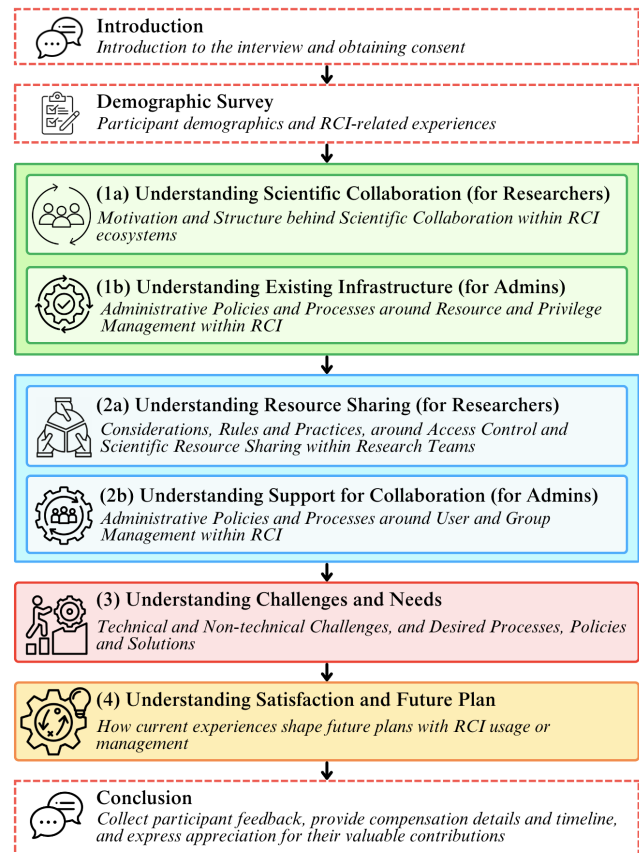 Introduction
Introduction to the interview and obtaining consent
Demographic Survey
Participant demographics and RCI-related experiences
(1a) Understanding Scientific Collaboration (for Researchers)
Motivation and Structure behind Scientific Collaboration within RCI
ecosystems
(1b) Understanding Existing Infrastructure (for Admins)
Administrative Policies and Processes around Resource and Privilege
Management within RCI
(2a) Understanding Resource Sharing (for Researchers)
Considerations, Rules and Practices, around Access Control and
Scientific Resource Sharing within Research Teams
(2b) Understanding Support for Collaboration (for Admins)
Administrative Policies and Processes around User and Group
Management within RCI
(3) Understanding Challenges and Needs
Technical and Non-technical Challenges, and Desired Processes, Policies
and Solutions
(4) Understanding Satisfaction and Future Plan
How current experiences shape future plans with RCI usage or
management
Conclusion
Collect participant feedback, provide compensation details and timeline,
and express appreciation for their valuable contributions